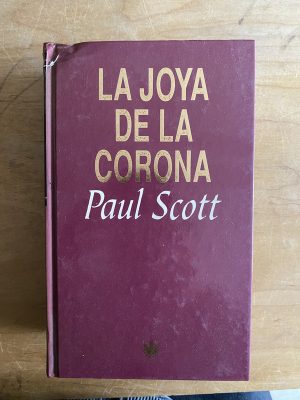 LA JOYA
DE LA
CORONA
Paul Scott